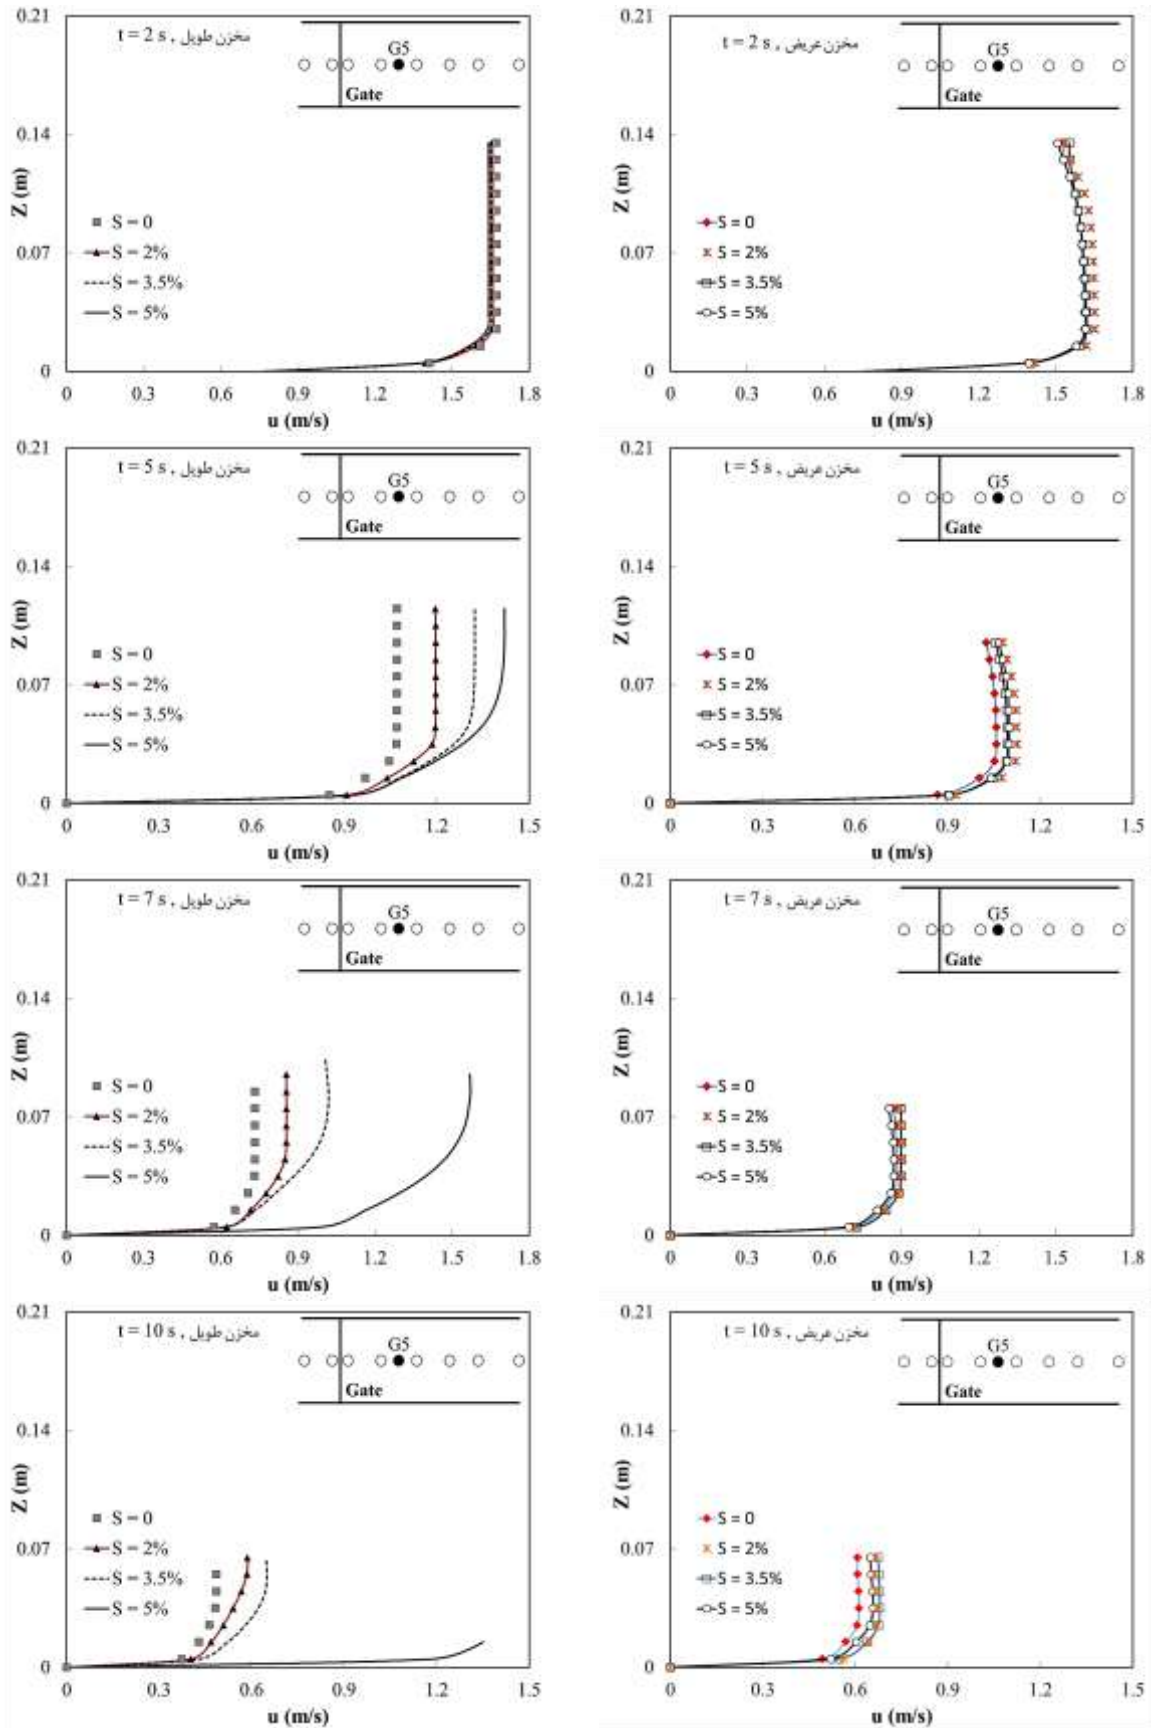 0.21
t = 2 s , مخزن طویل
G5
Gate
0.14
Z (m)
S = 0
S = 2%
0.07
S = 3.5%
S = 5%
0
0 0.3 0.6 0.9 1.2 1.5 1.8
u (m/s)
0.21
t = 2 s , مخزن عریض
G5
Gate
0.14
Z (m)
S = 0
S = 2%
0.07
S = 3.5%
S = 5%
0
0 0.3 0.6 0.9 1.2 1.5 1.8
u (m/s)
0.21
t = 5 s , مخزن طویل
G5
Gate
0.14
Z (m)
S = 0
S = 2%
0.07
S = 3.5%
S = 5%
0
0 0.3 0.6 0.9 1.2 1.5
u (m/s)
0.21
t = 5 s , مخزن عریض
G5
Gate
0.14
Z (m)
S = 0
S = 2%
0.07
S = 3.5%
S = 5%
0
0 0.3 0.6 0.9 1.2 1.5
u (m/s)
0.21
t = 7 s , مخزن طویل
G5
Gate
0.14
Z (m)
S = 0
S = 2%
0.07
S = 3.5%
S = 5%
0
0 0.3 0.6 0.9 1.2 1.5 1.8
u (m/s)
0.21
t = 7 s , مخزن عریض
G5
Gate
0.14
Z (m)
S = 0
S = 2%
0.07
S = 3.5%
S = 5%
0
0 0.3 0.6 0.9 1.2 1.5 1.8
u (m/s)
0.21
t = 10 s , مخزن طویل
G5
Gate
0.14
Z (m)
S = 0
0.07
S = 2%
S = 3.5%
S = 5%
0
0 0.3 0.6 0.9 1.2 1.5
u (m/s)
0.21
t = 10 s , مخزن عریض
G5
Gate
0.14
Z (m)
S = 0
0.07
S = 2%
S = 3.5%
S = 5%
0
0 0.3 0.6 0.9 1.2 1.5
u (m/s)